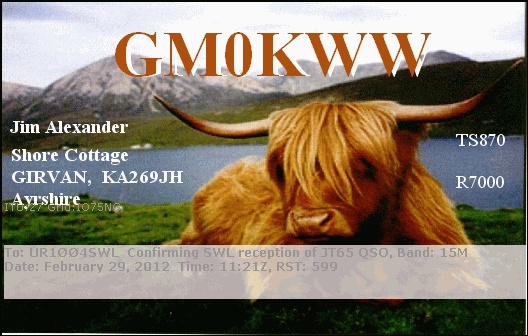 GM0KWW
Jim Alexander
Shore Cottage
GIRVAN, KA269JH
Ayrshire
TS870
R7000
To: UR1004SWL Confirming SWL reception of JT65 QSO, Band: 15M
Date: February 29, 2012 Time: 11:21Z, RST: 599